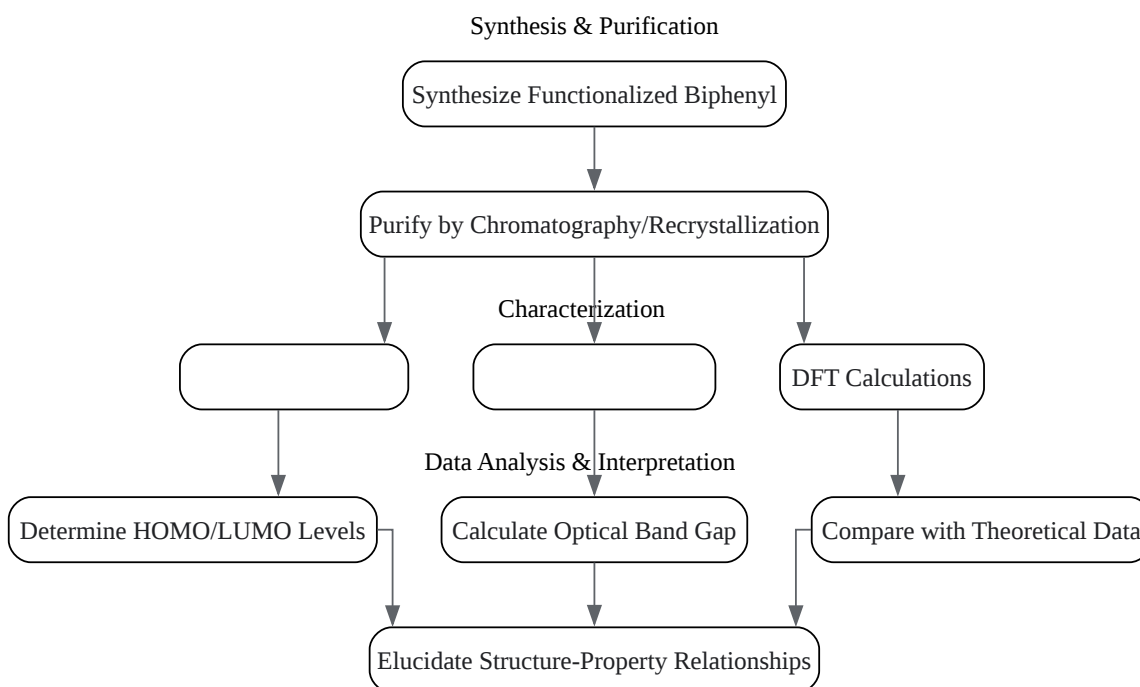 Synthesis & Purification
Synthesize Functionalized Biphenyl
Purify by Chromatography/Recrystallization
Characterization
DFT Calculations
Data Analysis & Interpretation
Determine HOMO/LUMO Levels
Calculate Optical Band Gap
Compare with Theoretical Data
Elucidate Structure-Property Relationships